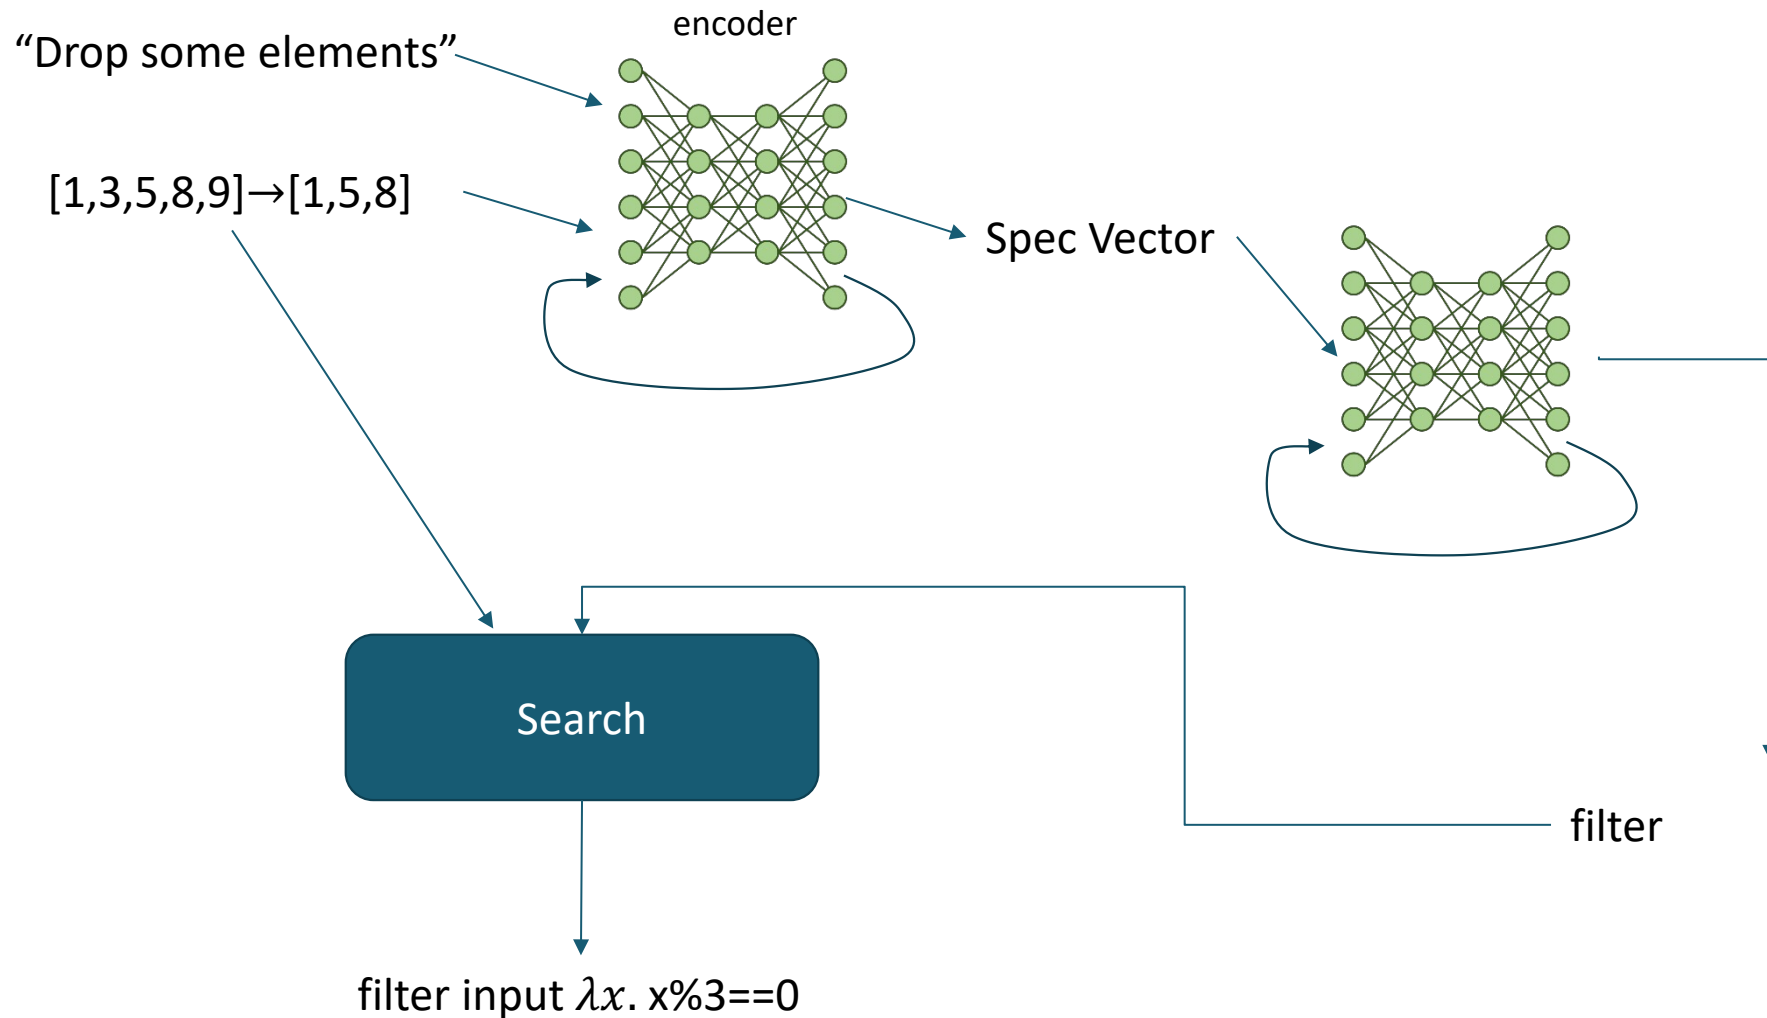 encoder
“Drop some elements”
[1,3,5,8,9]→[1,5,8]
Spec Vector
Search
filter
filter input 𝜆𝑥. x%3==0